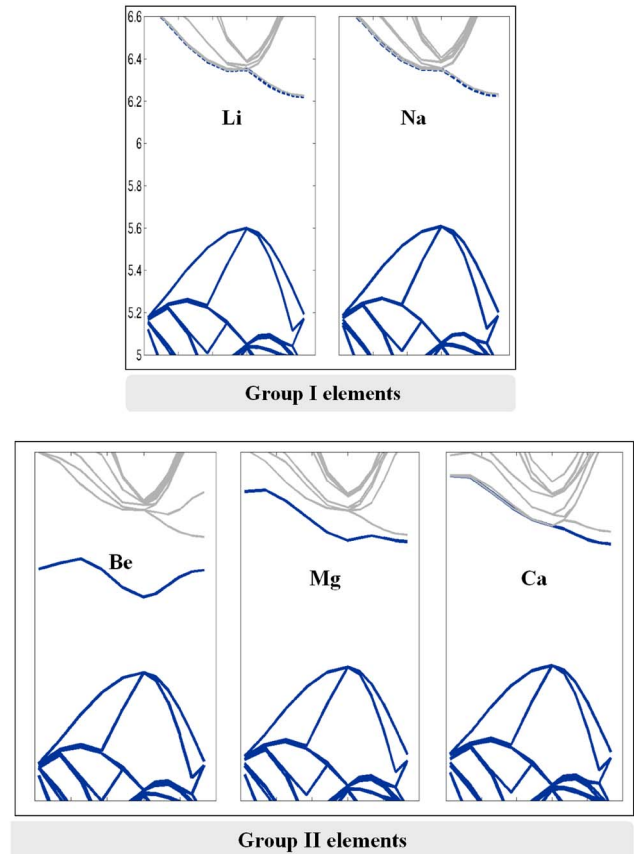 6.6
6.4
6.2
6
5.8
5.6
5.4
5.2
5
Li
Na
Group I elements
Be
Mg
Ca
Group II elements